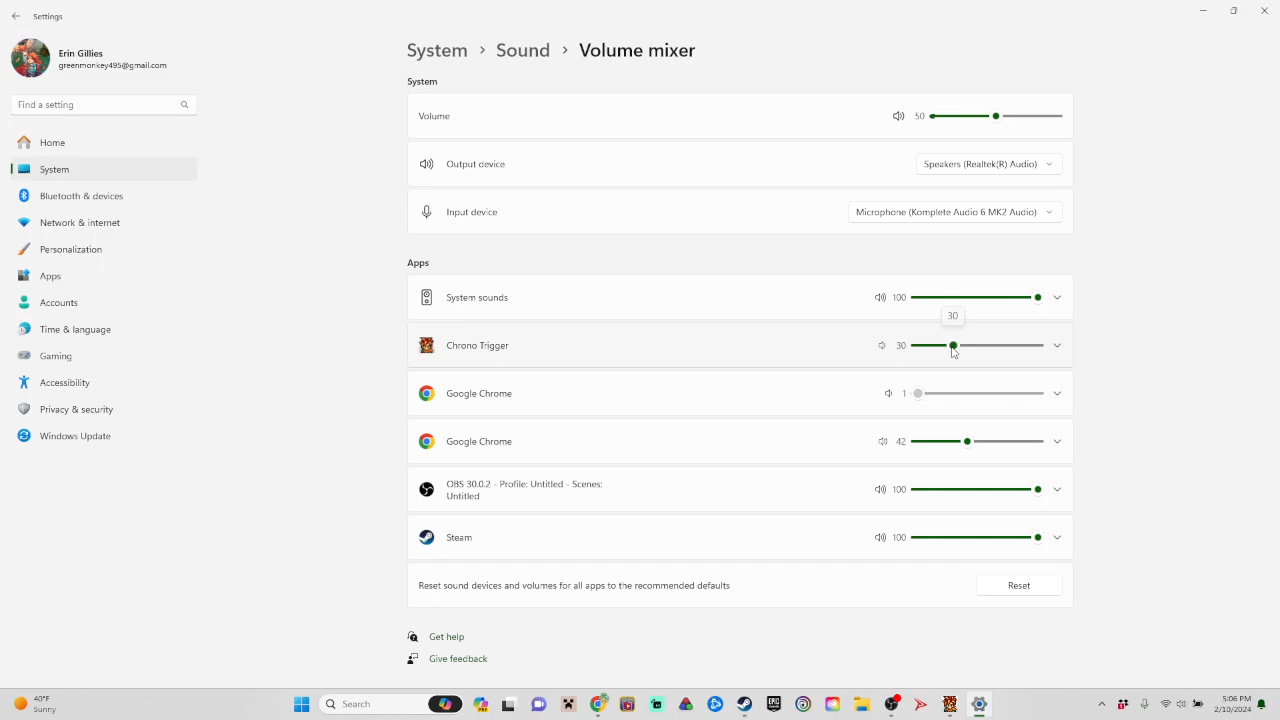 Settings
Erin Gillies
greenmonkey495@gmail.com
Find a setting
Home
System
Bluetooth & devices
Network & internet
Personalization
Apps
Accounts
Time & language
Gaming
Accessibility
Privacy & security
Windows Update
System > Sound > Volume mixer
System
Volume 50
Output device Speakers (Realtek(R) Audio)
Input device Microphone (Komplete Audio 6 MK2 Audio)
Apps
System sounds 100
30
Chrono Trigger 30
Google Chrome 1
Google Chrome 42
OBS 30.0.2 - Profile: Untitled - Scenes:
Untitled 100
Steam 100
Reset sound devices and volumes for all apps to the recommended defaults Reset
Get help
Give feedback
40°F
Sunny
Search
5:06 PM
2/10/2024